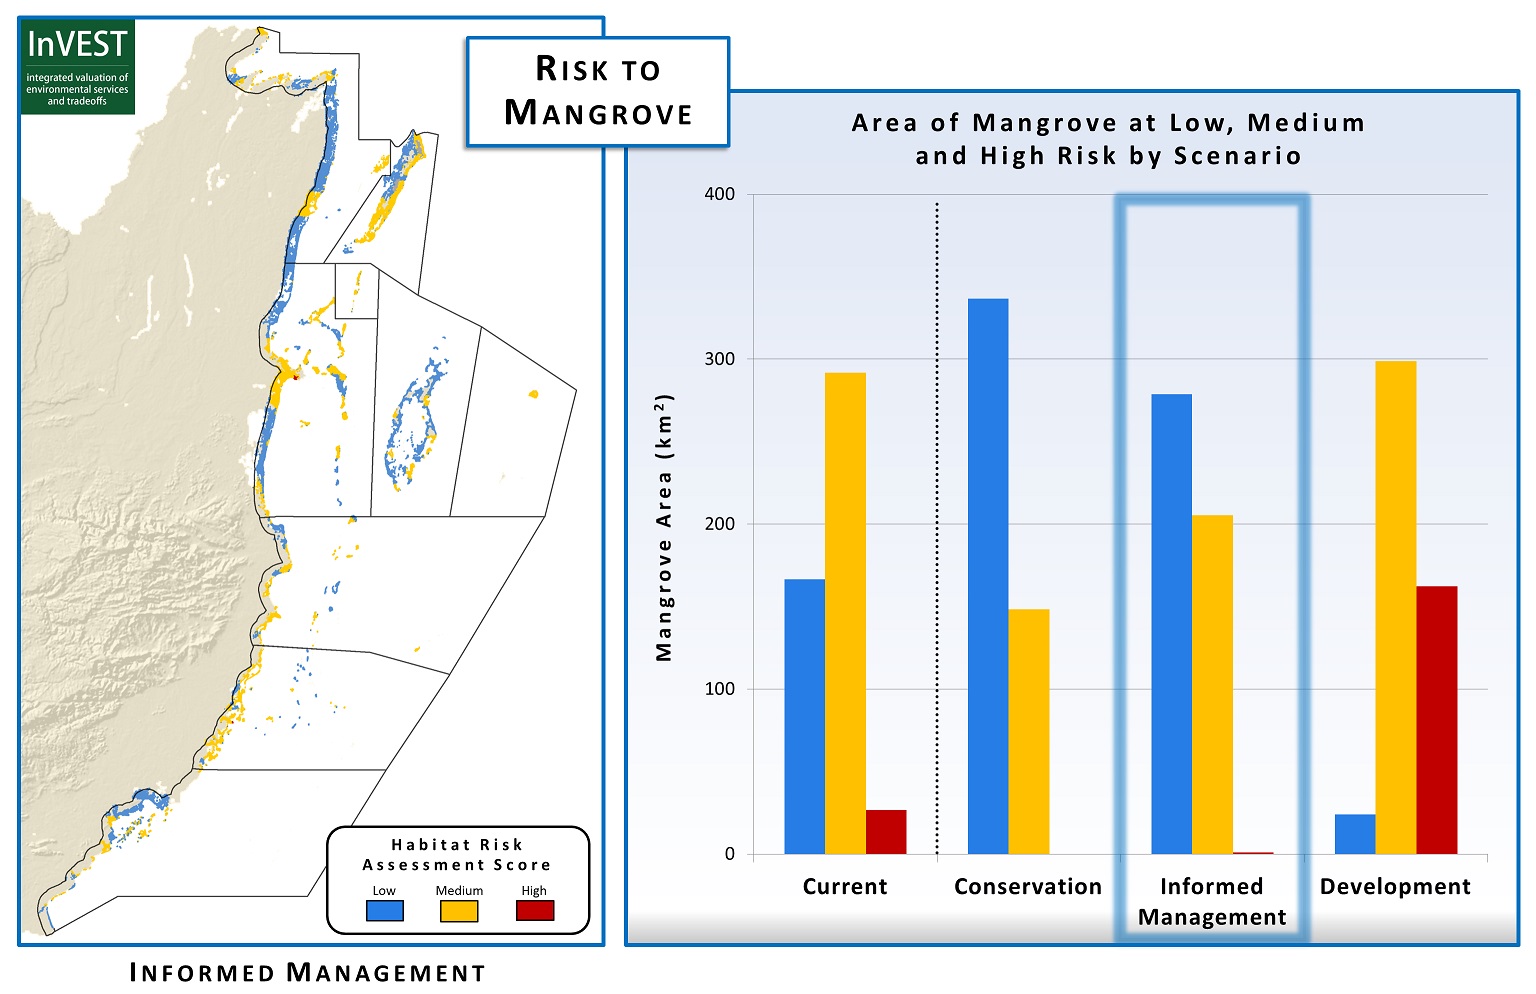 InVEST
integrated valuation of
environmental services
and tradeoffs
RISK TO
MANGROVE
Area of Mangrove at Low, Medium
and High Risk by Scenario
Mangrove Area (km²)
400
300
200
100
0
Current
Conservation
Informed
Management
Development
Habitat Risk
Assessment Score
Low Medium High
INFORMED MANAGEMENT